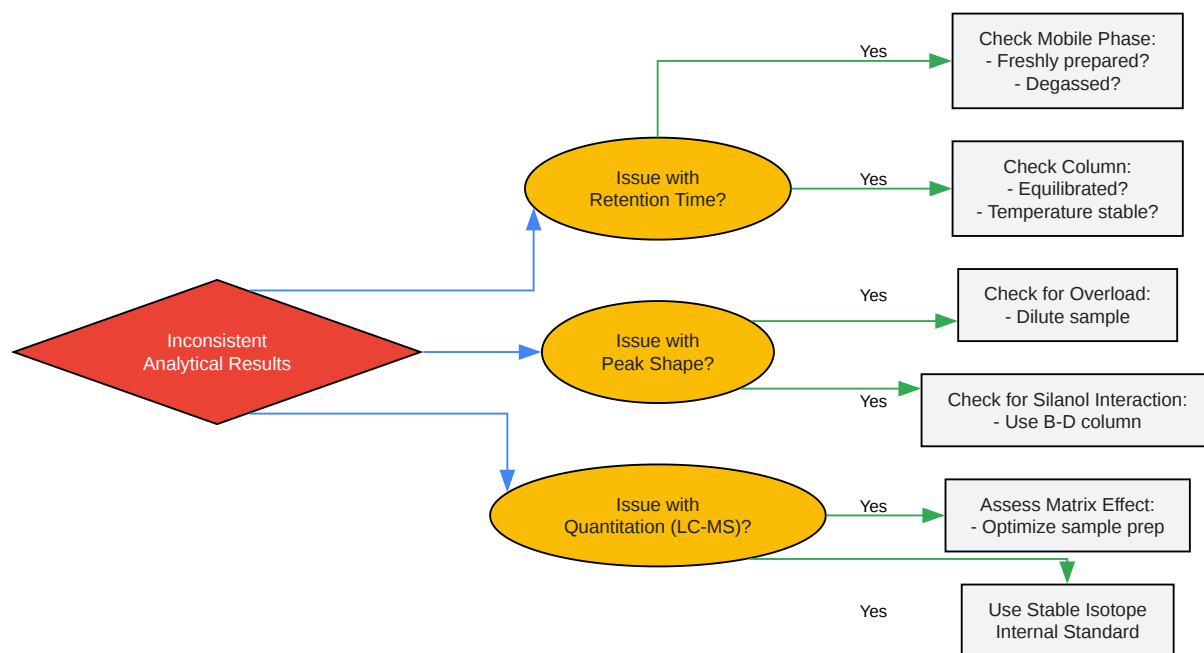 Inconsistent
Analytical Results
Issue with
Retention Time?
Yes
Check Mobile Phase:
- Freshly prepared?
- Degassed?
Yes
Check Column:
- Equilibrated?
- Temperature stable?
Issue with
Peak Shape?
Yes
Check for Overload:
- Dilute sample
Yes
Check for Silanol Interaction:
- Use B-D column
Issue with
Quantitation (LC-MS)?
Yes
Assess Matrix Effect:
- Optimize sample prep
Yes
Use Stable Isotope
Internal Standard